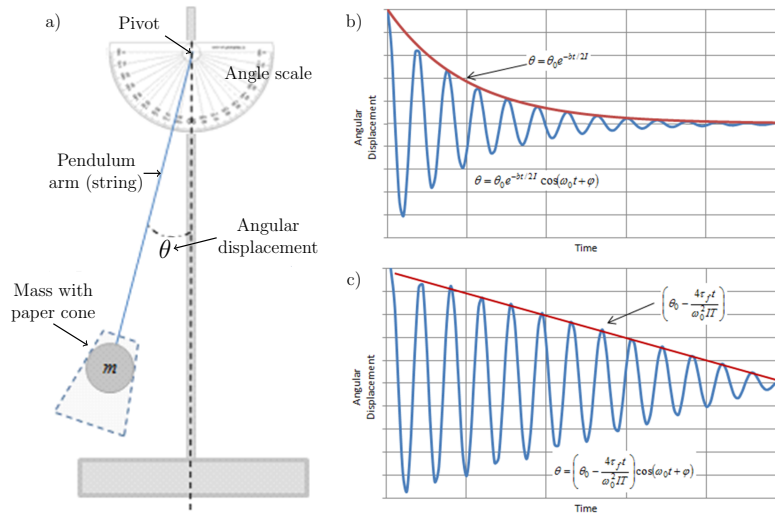 a)
Pivot
Angle scale
Pendulum
arm (string)
θ
Angular
displacement
Mass with
paper cone
m
b)
Angular
Displacement
θ = θ₀e^{-bt/2I}
θ = θ₀e^{-bt/2I} cos(ω₀t+φ)
Time
c)
Angular
Displacement
(θ₀ - 4τ_f t / ω₀²IT)
θ = (θ₀ - 4τ_f t / ω₀²IT) cos(ω₀t+φ)
Time